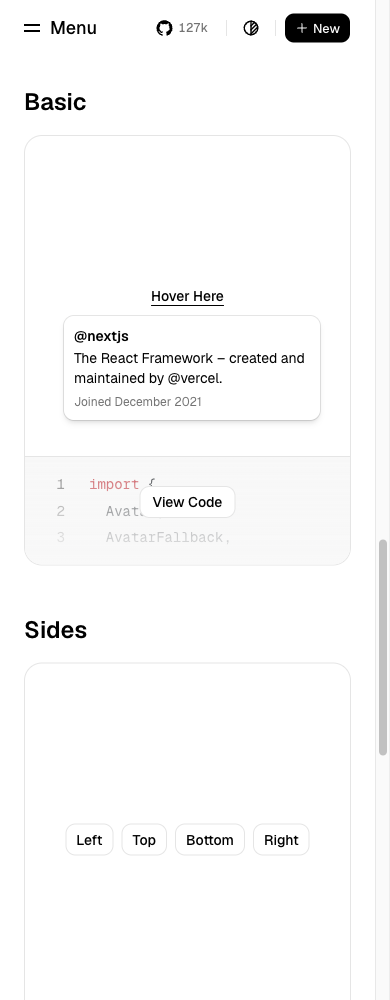 Menu
127k
New
Basic
Hover Here
@nextjs
The React Framework – created and
maintained by @vercel.
Joined December 2021
1 import {
2
View Code
3 AvatarFallback,
Sides
Left
Top
Bottom
Right